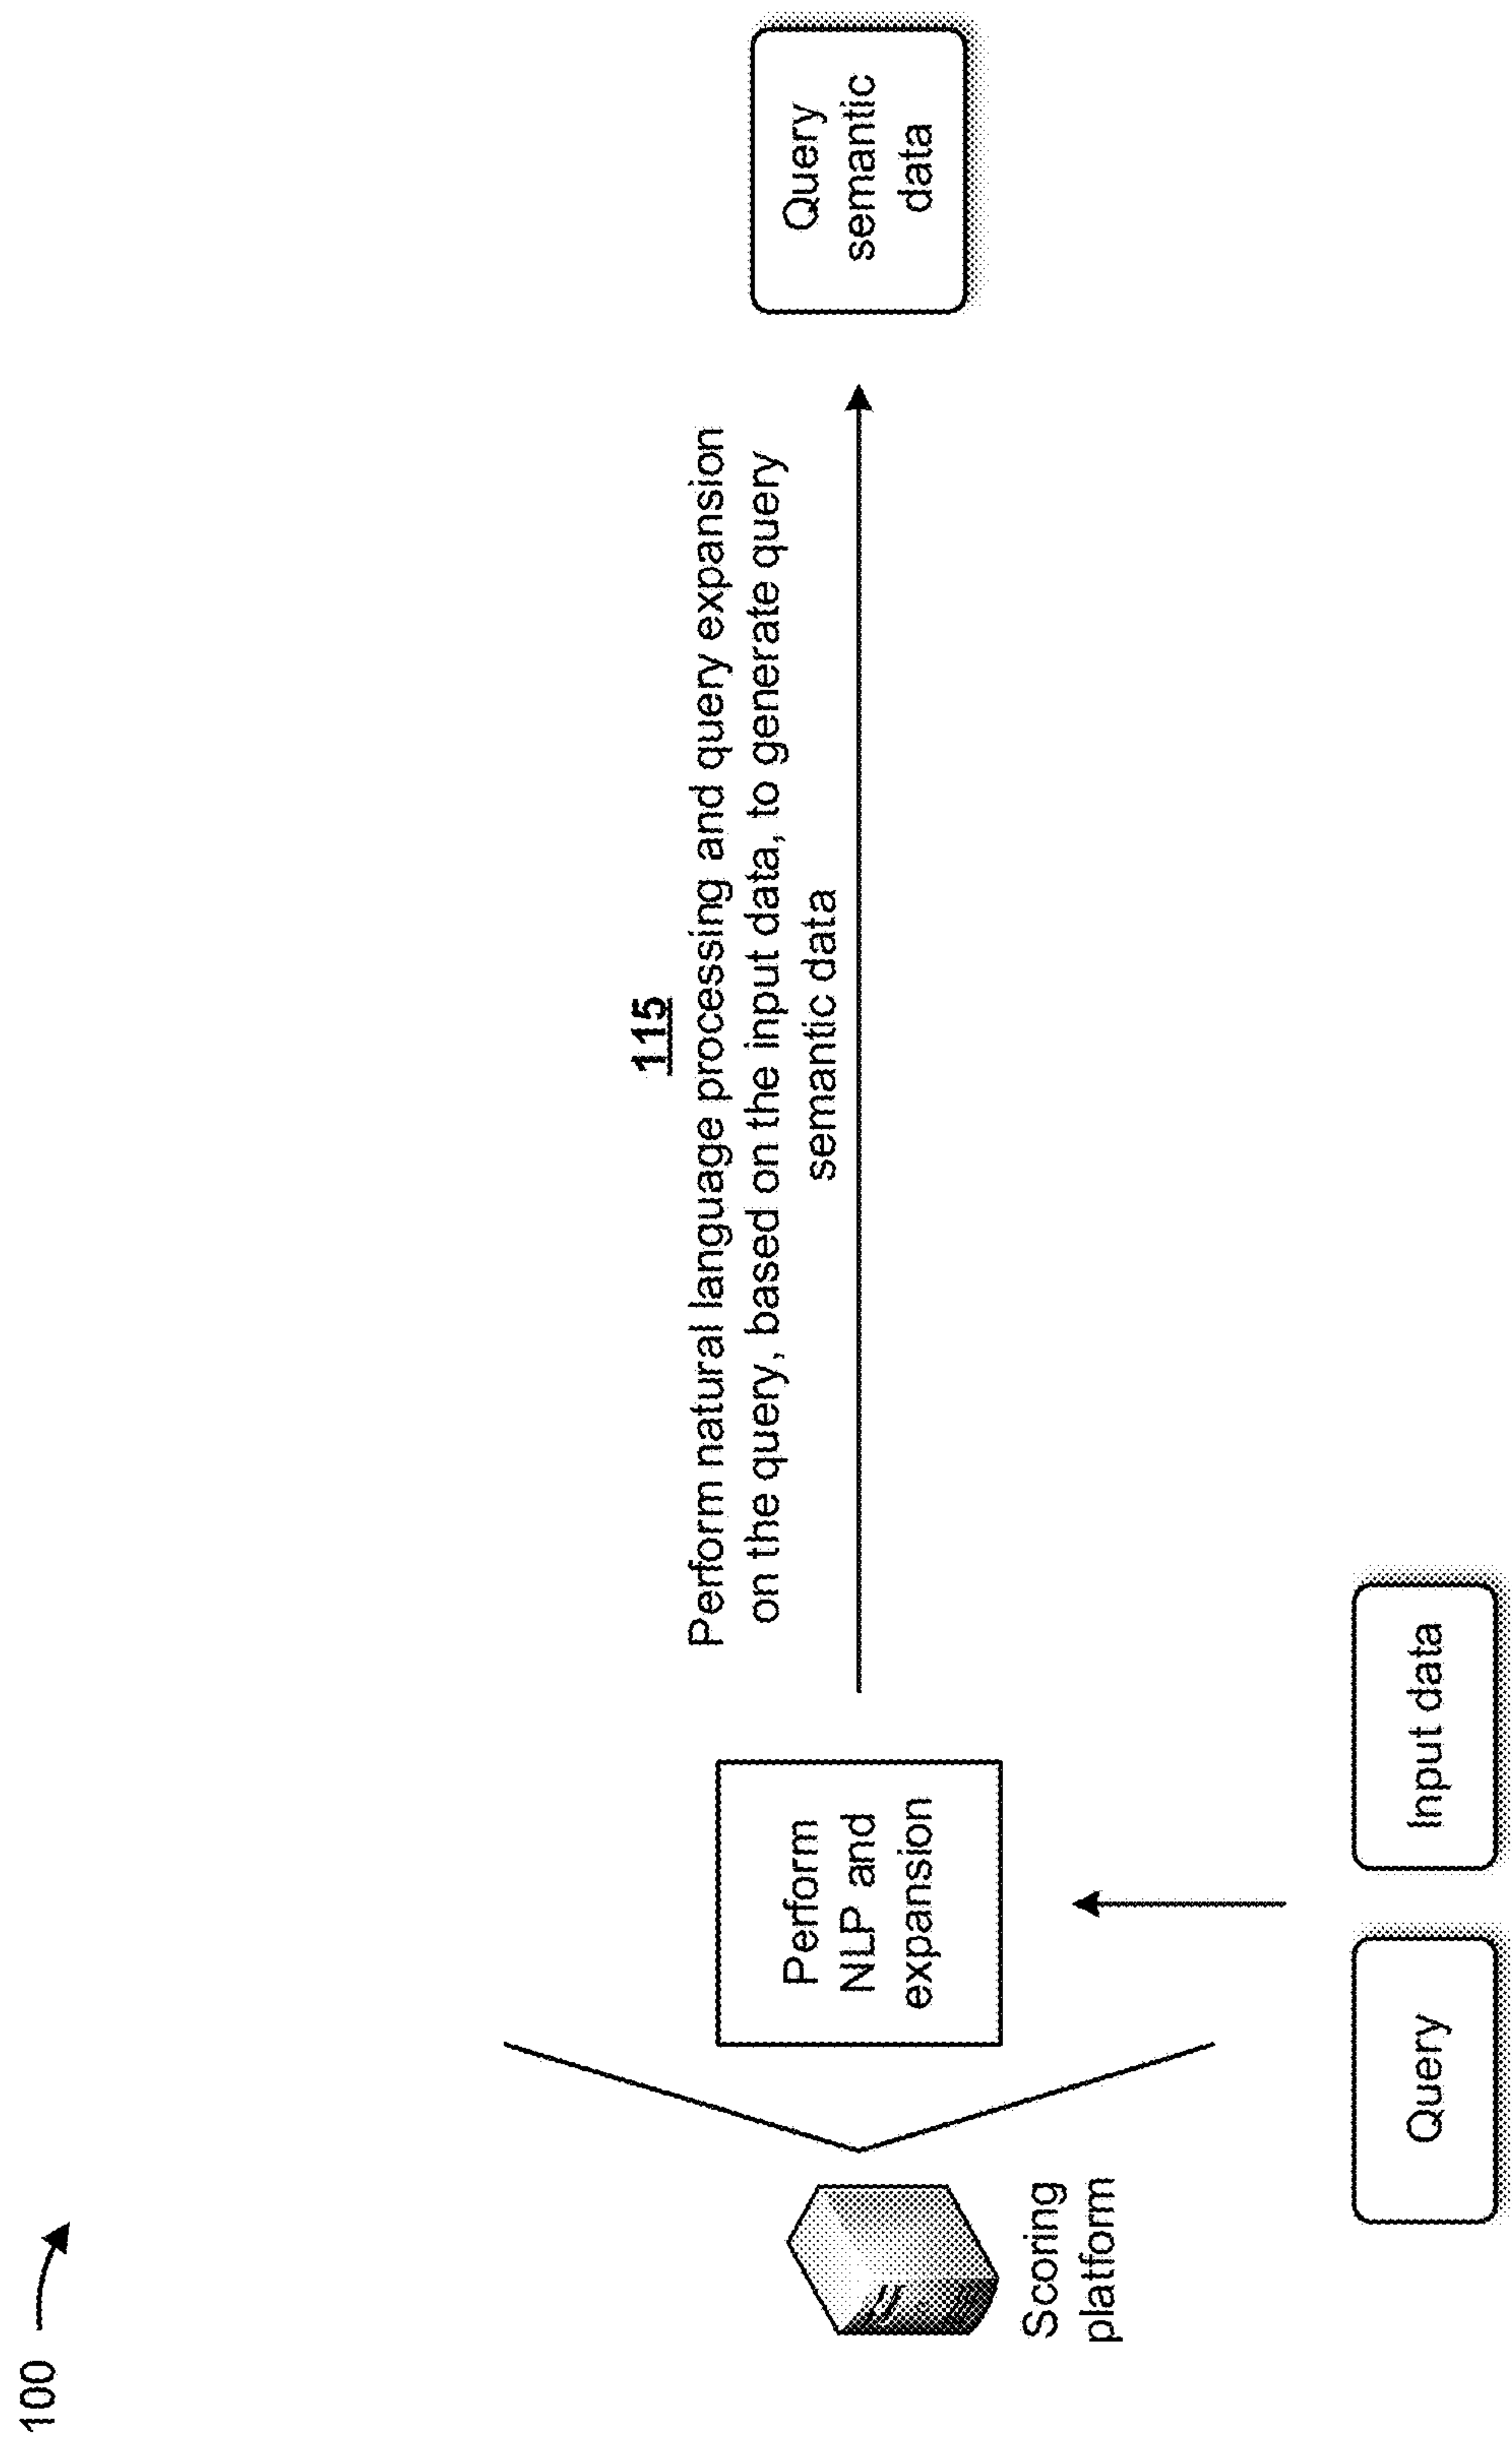 100
115
Perform natural language processing and query expansion
on the query, based on the input data, to generate query
semantic data
Scoring
platform
Perform
NLP and
expansion
Query
semantic
data
Query
Input data